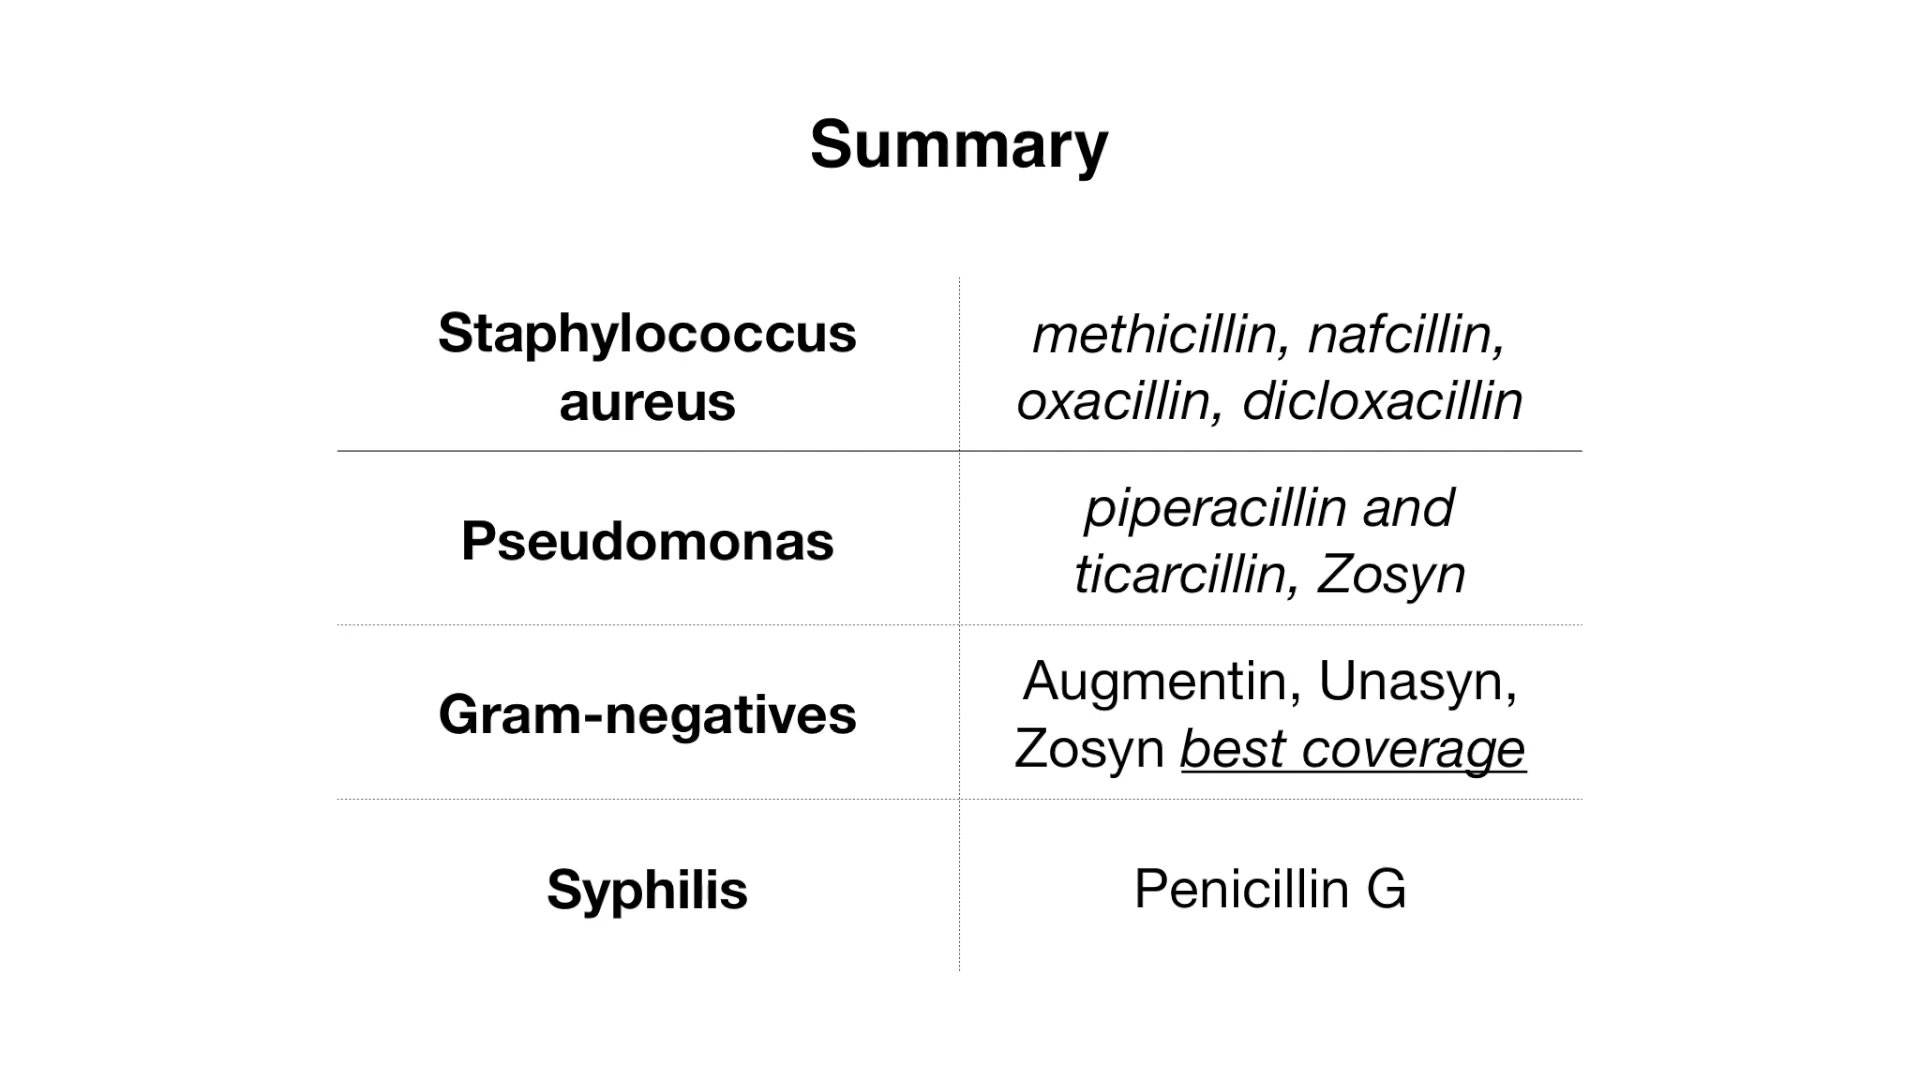 Summary
Staphylococcus
aureus
methicillin, nafcillin,
oxacillin, dicloxacillin
Pseudomonas
piperacillin and
ticarcillin, Zosyn
Gram-negatives
Augmentin, Unasyn,
Zosyn best coverage
Syphilis
Penicillin G